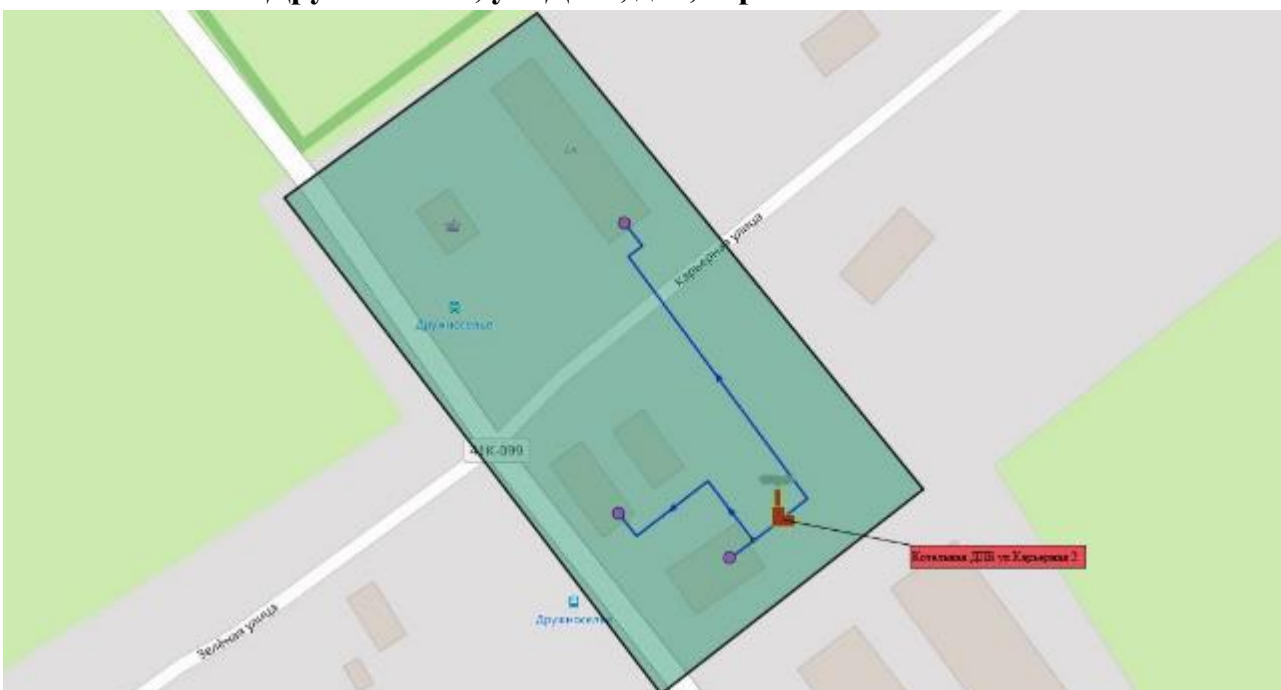 Карьерная улица
Дружноселье
41К-099
Котельная ДПВ ул Карьерная 2
Зелёная улица
Дружноселье